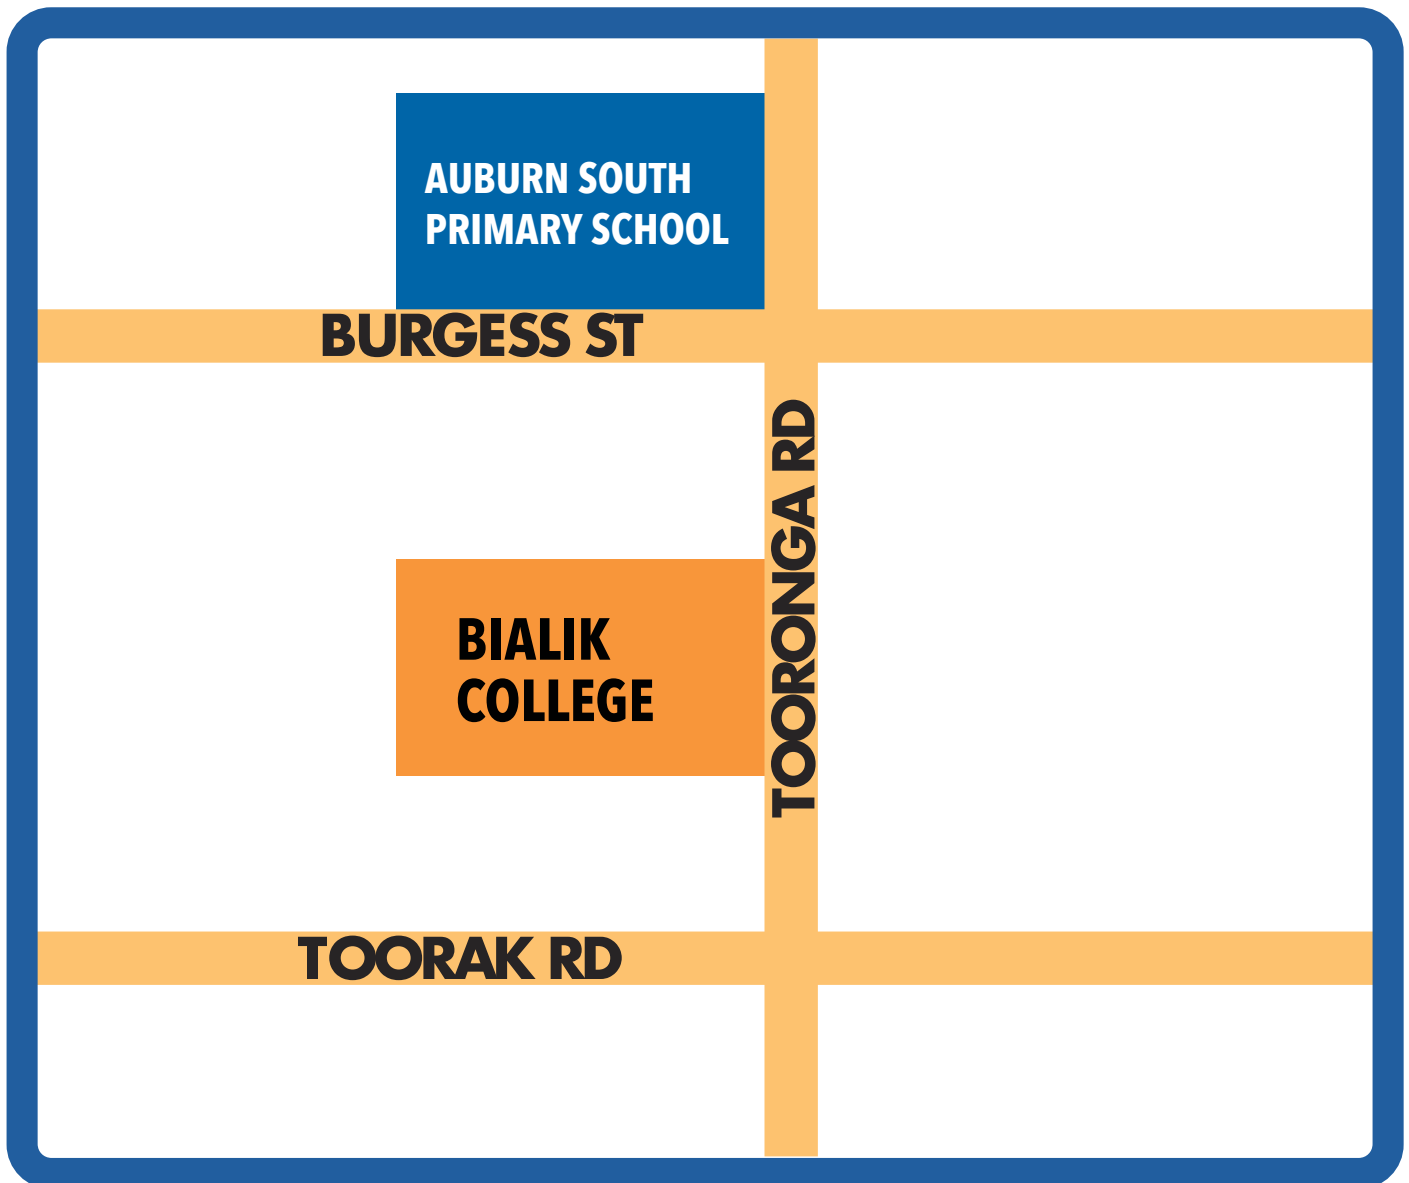 AUBURN SOUTH
PRIMARY SCHOOL
BURGESS ST
TOORONGA RD
BIALIK
COLLEGE
TOORAK RD